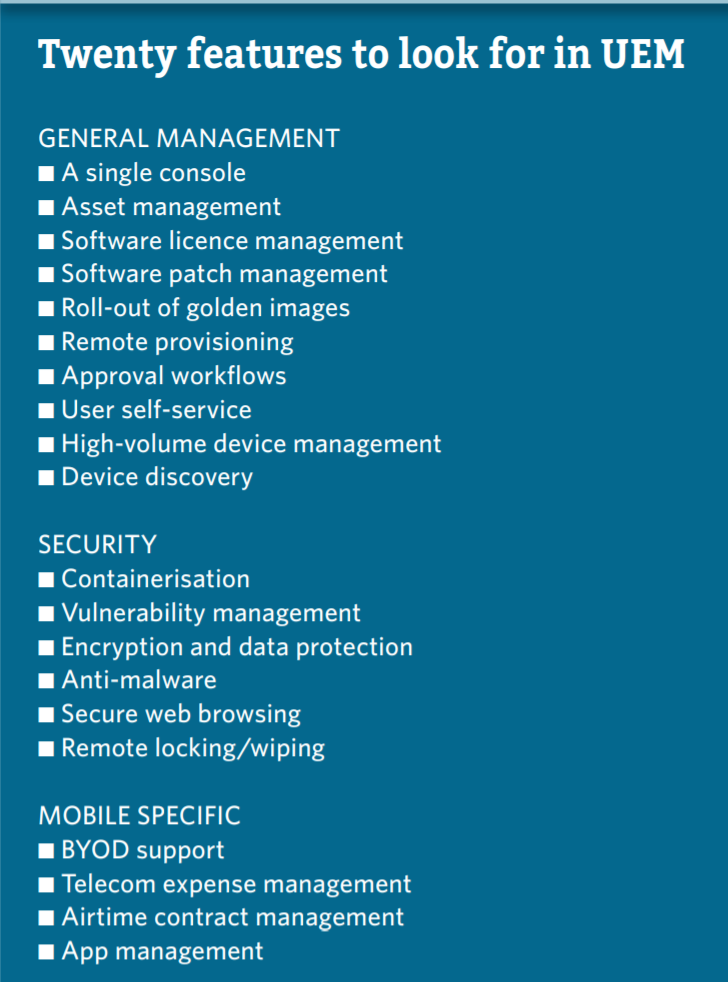 Twenty features to look for in UEM
GENERAL MANAGEMENT
■ A single console
■ Asset management
■ Software licence management
■ Software patch management
■ Roll-out of golden images
■ Remote provisioning
■ Approval workflows
■ User self-service
■ High-volume device management
■ Device discovery
SECURITY
■ Containerisation
■ Vulnerability management
■ Encryption and data protection
■ Anti-malware
■ Secure web browsing
■ Remote locking/wiping
MOBILE SPECIFIC
■ BYOD support
■ Telecom expense management
■ Airtime contract management
■ App management